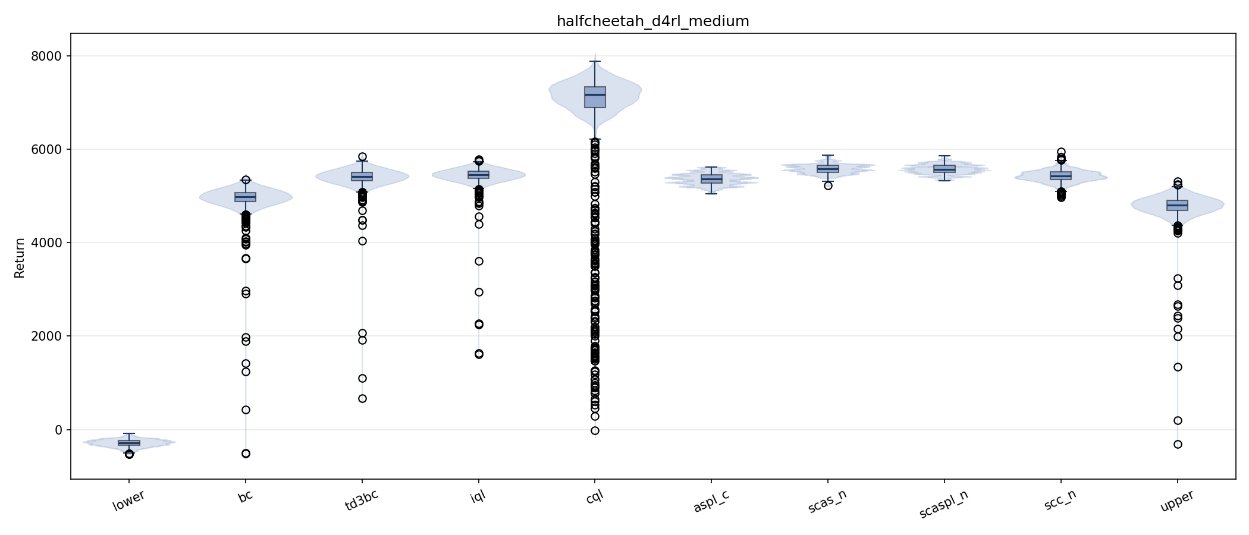 halfcheetah_d4rl_medium
Return
8000
6000
4000
2000
0
lower
bc
td3bc
iql
cql
aspl_c
scas_n
scaspl_n
scc_n
upper